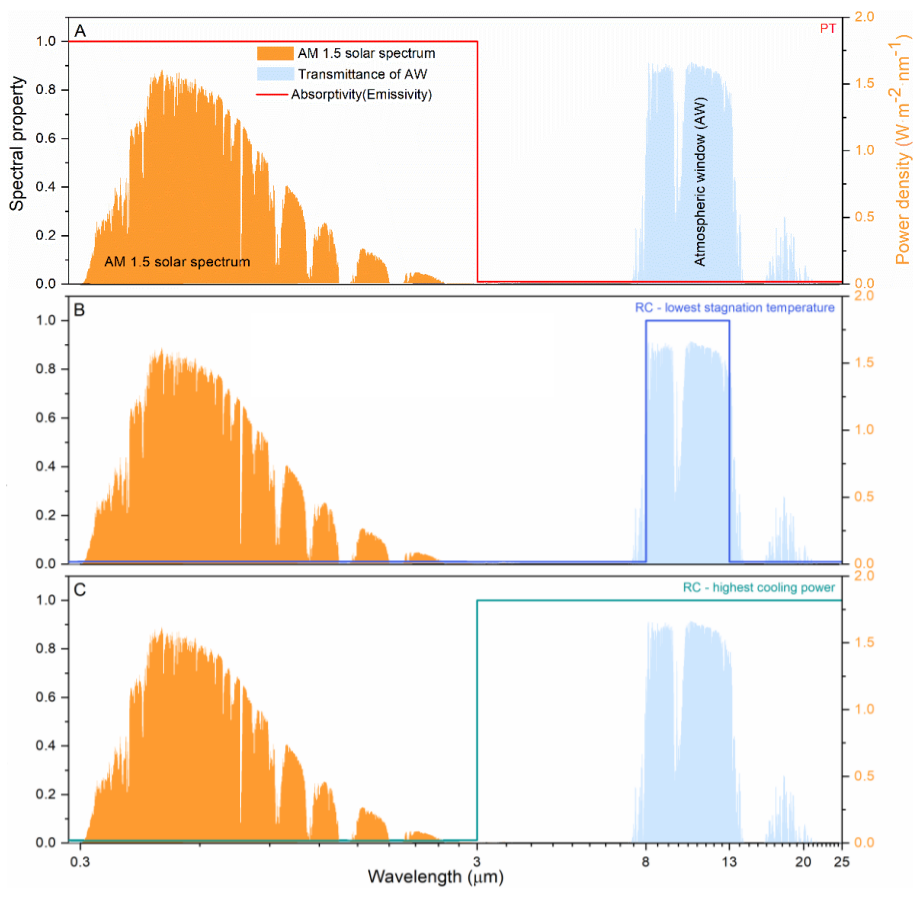 A
PT
2.0
1.0
AM 1.5 solar spectrum
Transmittance of AW
Absorptivity(Emissivity)
1.5
0.8
0.6
1.0
0.4
0.5
0.2
AM 1.5 solar spectrum
0.0
0.0
Atmospheric window (AW)
Spectral property
Power density (W·m-2·nm-1)
B
RC - lowest stagnation temperature
2.0
1.0
1.5
0.8
0.6
1.0
0.4
0.5
0.2
0.0
0.0
C
RC - highest cooling power
2.0
1.0
1.5
0.8
0.6
1.0
0.4
0.5
0.2
0.0
0.0
0.3 3 8 13 20 25
Wavelength (μm)